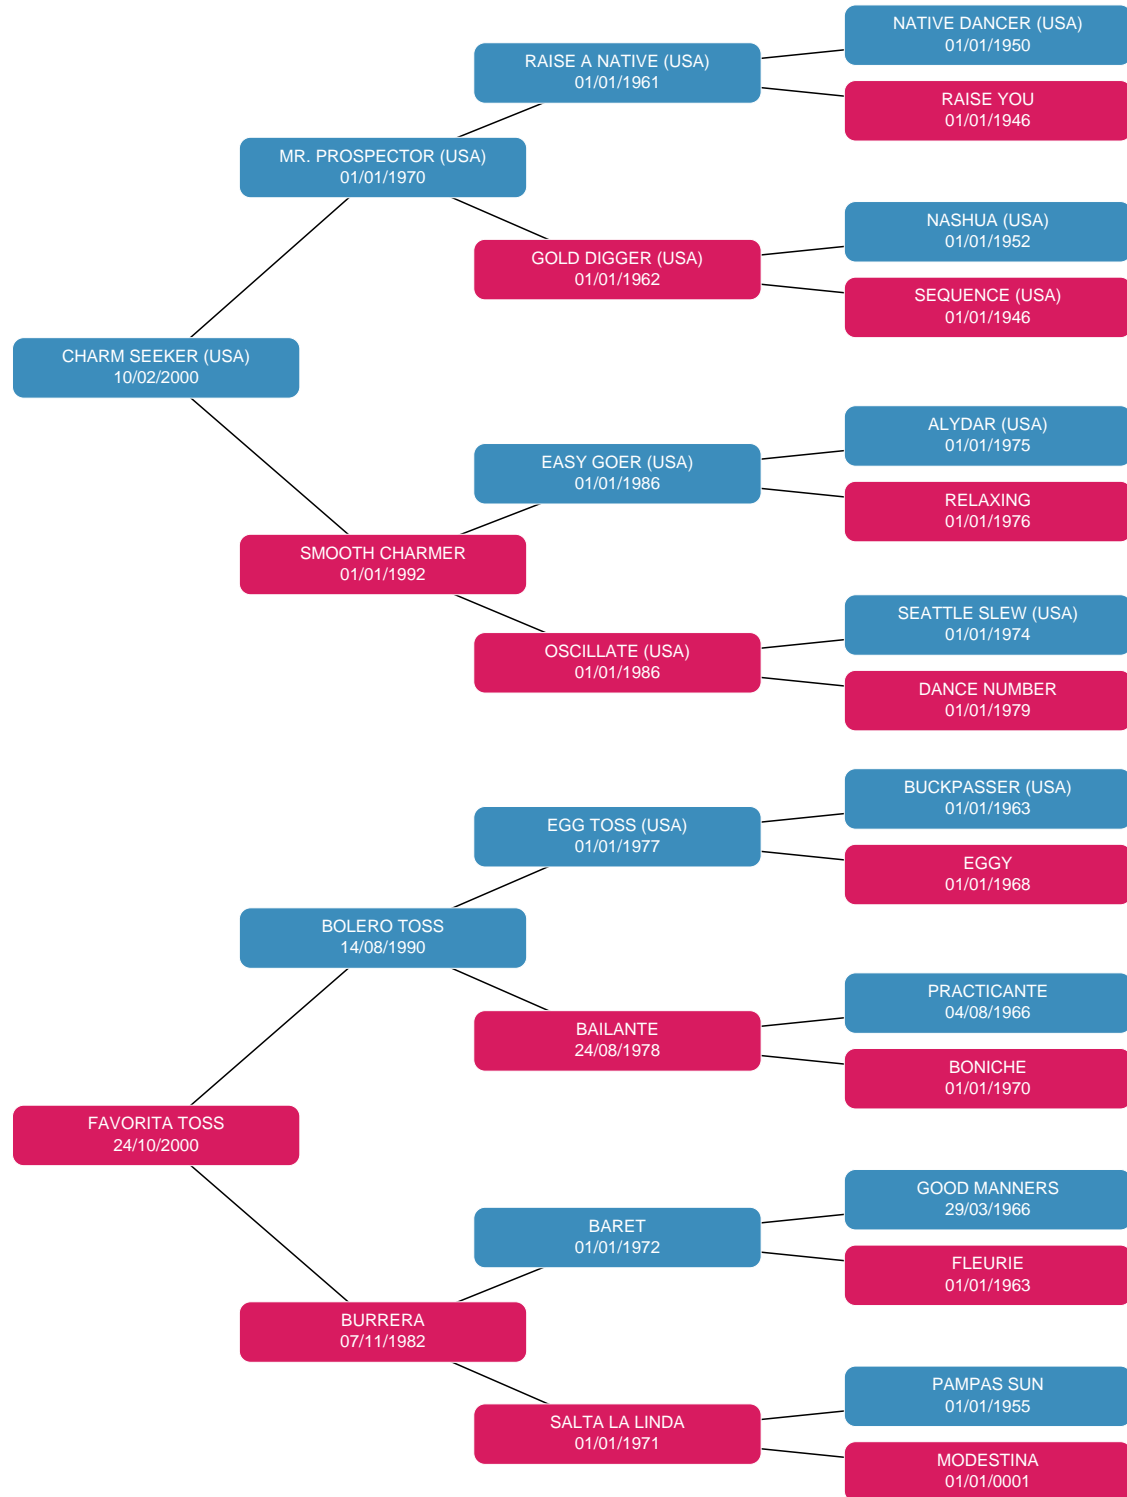 NATIVE DANCER (USA)
01/01/1950
RAISE A NATIVE (USA)
01/01/1961
RAISE YOU
01/01/1946
MR. PROSPECTOR (USA)
01/01/1970
NASHUA (USA)
01/01/1952
GOLD DIGGER (USA)
01/01/1962
SEQUENCE (USA)
01/01/1946
CHARM SEEKER (USA)
10/02/2000
ALYDAR (USA)
01/01/1975
EASY GOER (USA)
01/01/1986
RELAXING
01/01/1976
SMOOTH CHARMER
01/01/1992
SEATTLE SLEW (USA)
01/01/1974
OSCILLATE (USA)
01/01/1986
DANCE NUMBER
01/01/1979
BUCKPASSER (USA)
01/01/1963
EGG TOSS (USA)
01/01/1977
EGGY
01/01/1968
BOLERO TOSS
14/08/1990
PRACTICANTE
04/08/1966
BAILANTE
24/08/1978
BONICHE
01/01/1970
FAVORITA TOSS
24/10/2000
GOOD MANNERS
29/03/1966
BARET
01/01/1972
FLEURIE
01/01/1963
BURRERA
07/11/1982
PAMPAS SUN
01/01/1955
SALTA LA LINDA
01/01/1971
MODESTINA
01/01/0001